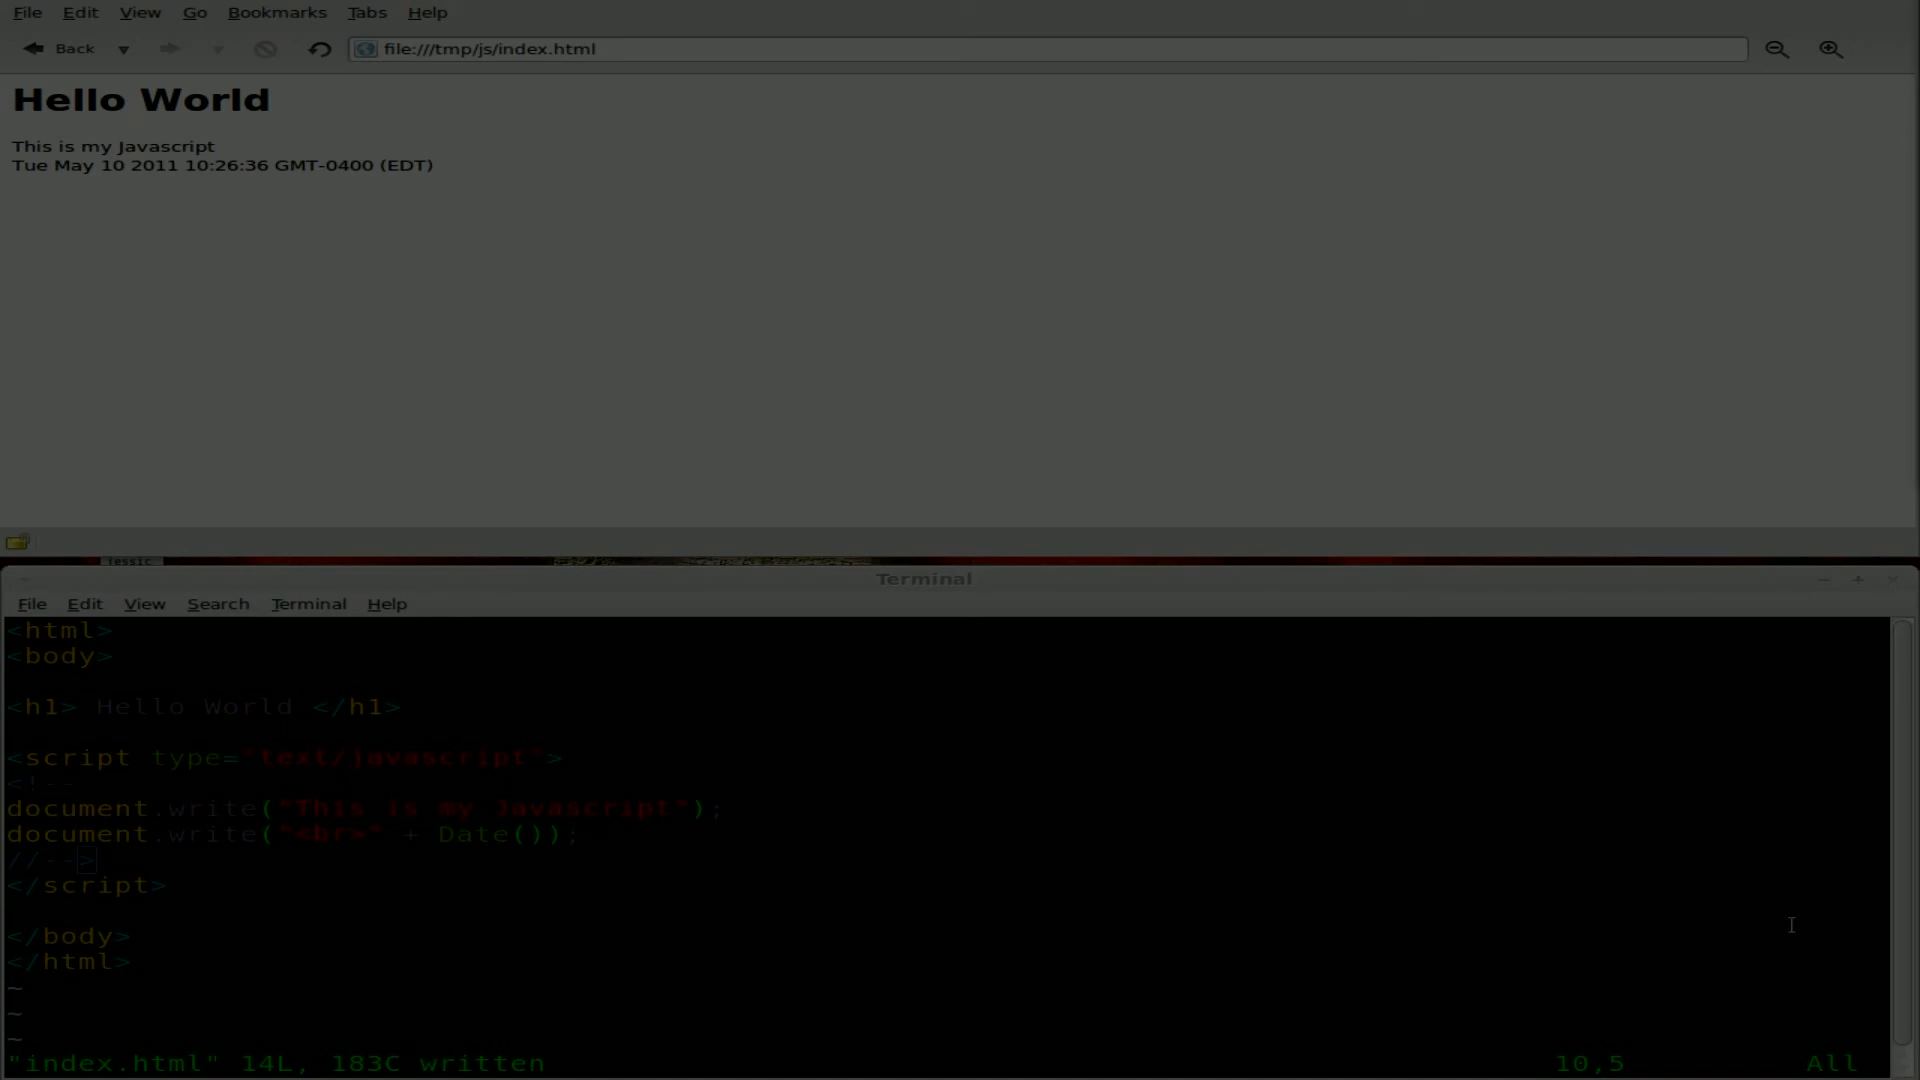 File Edit View Go Bookmarks Tabs Help
Back file:///tmp/js/index.html
Hello World
This is my Javascript
Tue May 10 2011 10:26:36 GMT-0400 (EDT)
Terminal
File Edit View Search Terminal Help
<html>
<body>
<h1> Hello World </h1>
<script type="text/javascript">
<!--
document.write("This is my Javascript");
document.write("<br>" + Date());
//-->
</script>
</body>
</html>
~
~
~
"index.html" 14L, 183C written 10,5 All